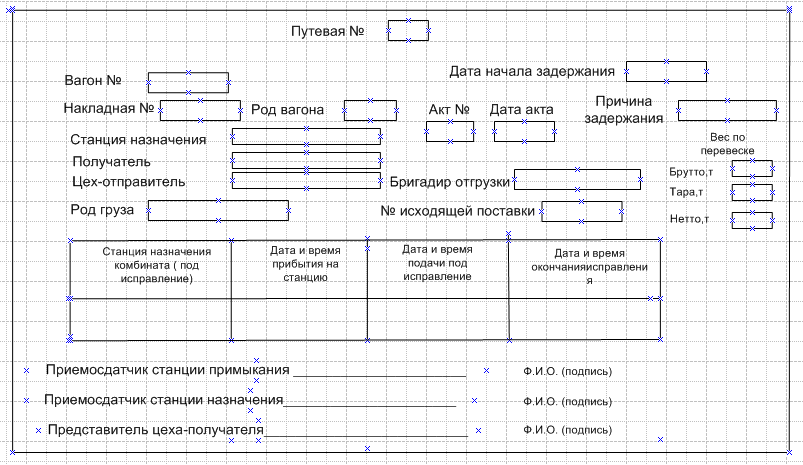 Путевая №
Дата начала задержания
Вагон №
Накладная №
Род вагона
Акт №
Дата акта
Причина
задержания
Станция назначения
Вес по
перевеске
Получатель
Брутто,т
Цех-отправитель
Бригадир отгрузки
Тара,т
Род груза
№ исходящей поставки
Нетто,т
Станция назначения
комбината ( под
исправление)
Дата и время
прибытия на
станцию
Дата и время
подачи под
исправление
Дата и время
окончанияисправлени
я
Приемосдатчик станции примыкания ______________________ Ф.И.О. (подпись)
Приемосдатчик станции назначения______________________ Ф.И.О. (подпись)
Представитель цеха-получателя__________________________ Ф.И.О. (подпись)